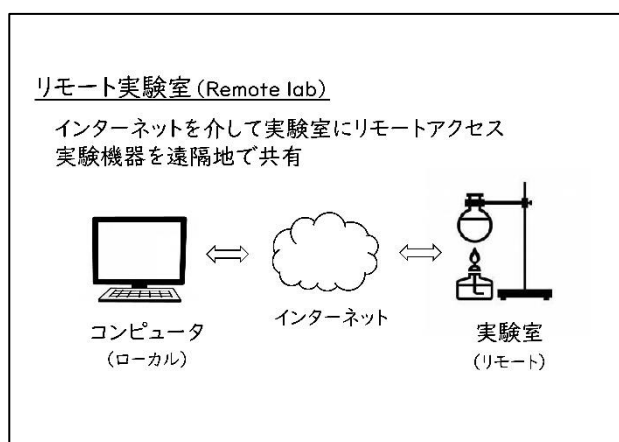 リモート実験室(Remote lab)
インターネットを介して実験室にリモートアクセス
実験機器を遠隔地で共有
コンピュータ
(ローカル)
インターネット
実験室
(リモート)